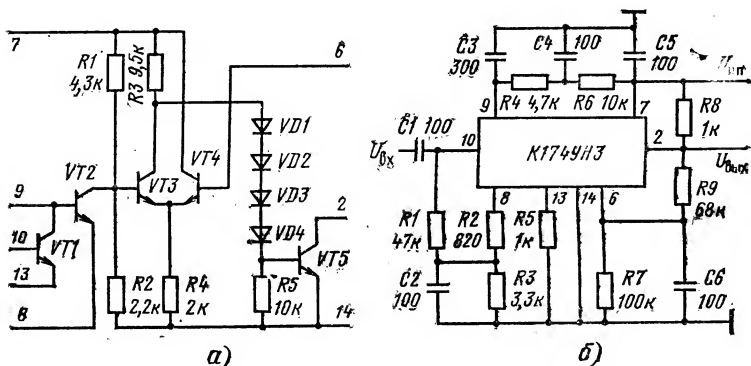 7
R1
4,3к
R3 9,5к
6
VD1
VD2
VD3
VD4
VT2
VT3
VT4
9
10
VT1
13
8
R2
2,2к
R4
2к
R5
10к
2
VT5
14
а)
C3
300
C4
100
C5
100
Uип
R4 4,7к
R6 10к
R8
1к
9
7
C1 100
Uвх
10
К174УН3
2
Uвых
8
13
14
6
R1
47к
R2
820
R5
1к
R9
68к
C2
100
R3
3,3к
R7
100к
C6
100
б)